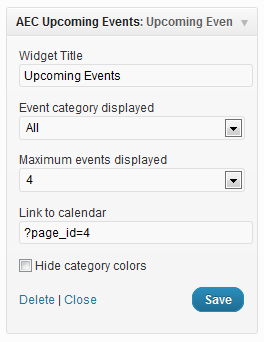 AEC Upcoming Events: Upcoming Even
Widget Title
Upcoming Events
Event category displayed
All
Maximum events displayed
4
Link to calendar
?page_id=4
Hide category colors
Delete | Close Save